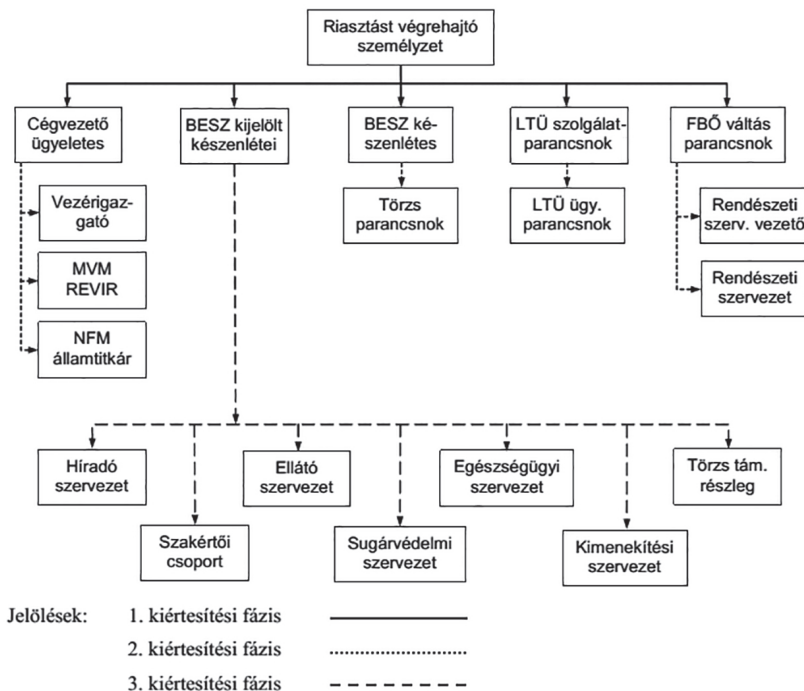 Riasztást végrehajtó
személyzet
Cégvezető
ügyeletes
BESZ kijelölt
készenlétei
BESZ ké-
szenlétes
LTÜ szolgálat-
parancsnok
FBŐ váltás
parancsnok
Vezérigaz-
gató
Törzs
parancsnok
LTÜ ügy.
parancsnok
Rendészeti
szerv. vezető
MVM
REVIR
Rendészeti
szervezet
NFM
államtitkár
Híradó
szervezet
Ellátó
szervezet
Egészségügyi
szervezet
Törzs tám.
részleg
Szakértői
csoport
Sugárvédelmi
szervezet
Kimenekítési
szervezet
Jelölések: 1. kiértesítési fázis
2. kiértesítési fázis
3. kiértesítési fázis